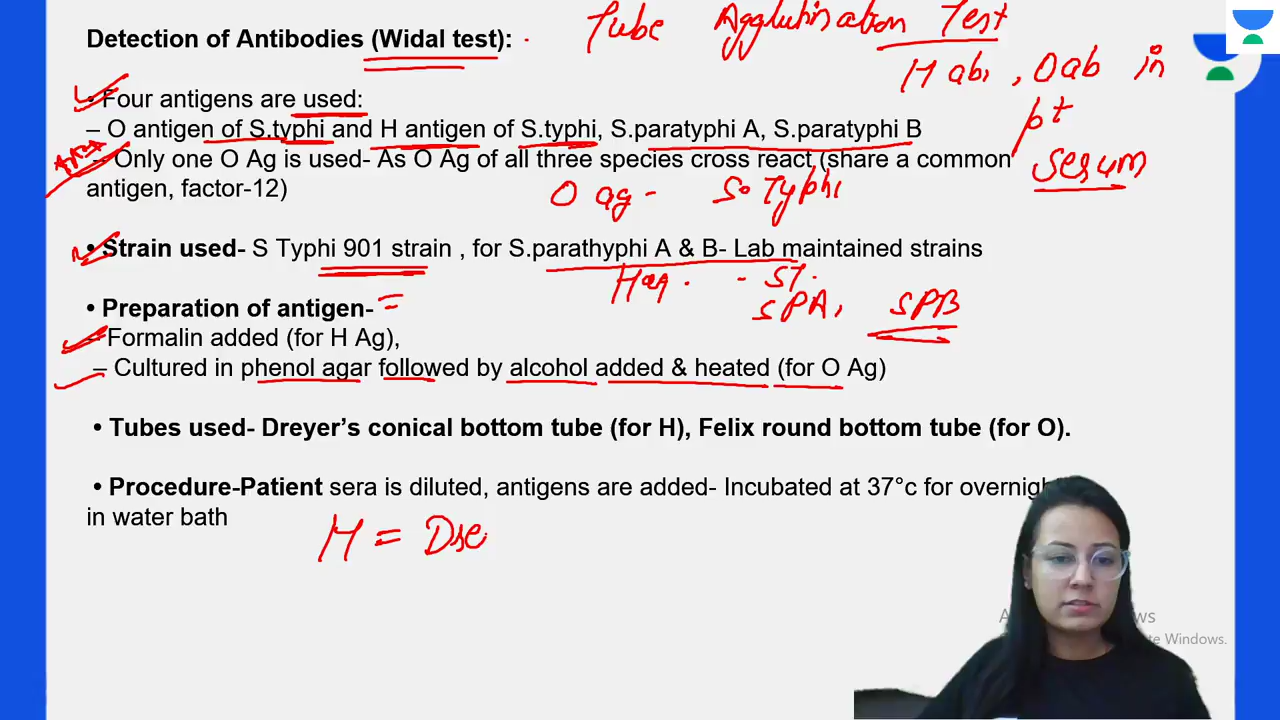 Tube Agglutination Test
Detection of Antibodies (Widal test):
H ab, , O ab in
pt
serum
• Four antigens are used:
– O antigen of S.typhi and H antigen of S.typhi, S.paratyphi A, S.paratyphi B
– Only one O Ag is used- As O Ag of all three species cross react (share a common
antigen, factor-12)
O ag - S. Typhi
• Strain used- S Typhi 901 strain , for S.parathyphi A & B- Lab maintained strains
H ag . - ST.
SPA, SPB
• Preparation of antigen- =
– Formalin added (for H Ag),
– Cultured in phenol agar followed by alcohol added & heated (for O Ag)
• Tubes used- Dreyer’s conical bottom tube (for H), Felix round bottom tube (for O).
• Procedure-Patient sera is diluted, antigens are added- Incubated at 37°c for
in water bath
H = Dre